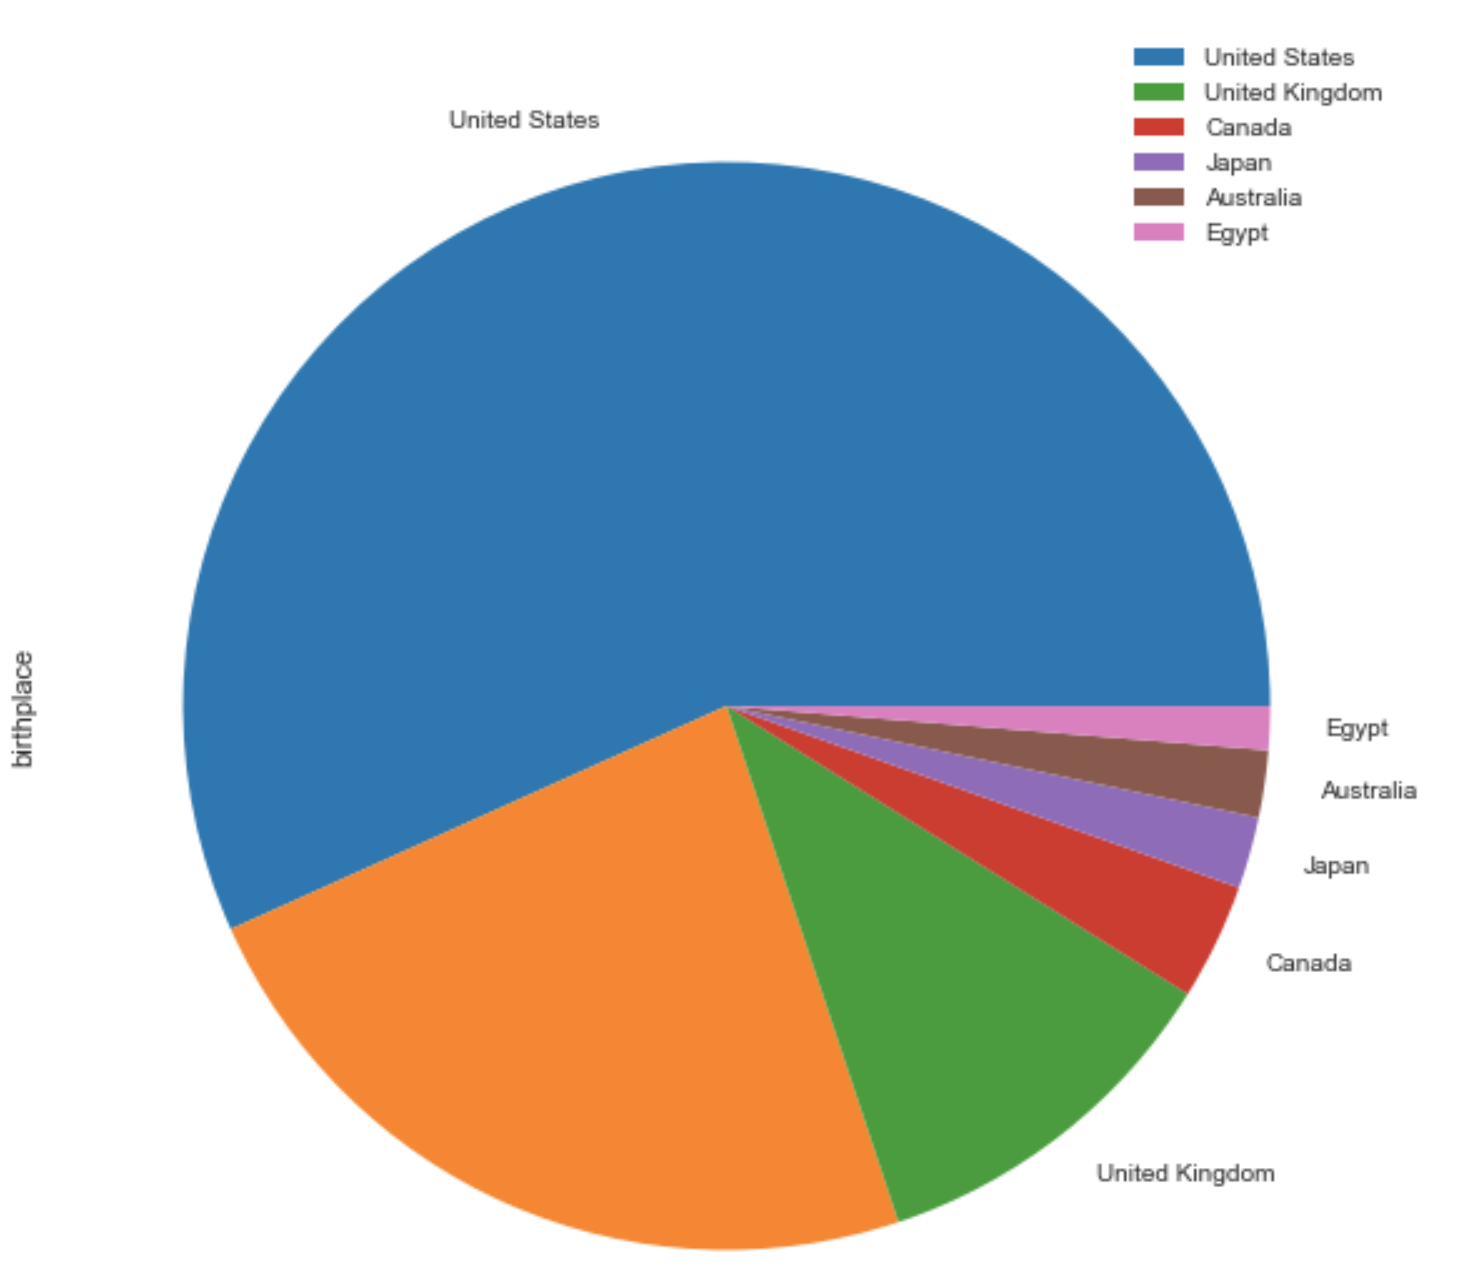 United States
United Kingdom
Canada
Japan
Australia
Egypt
United States
birthplace
Egypt
Australia
Japan
Canada
United Kingdom